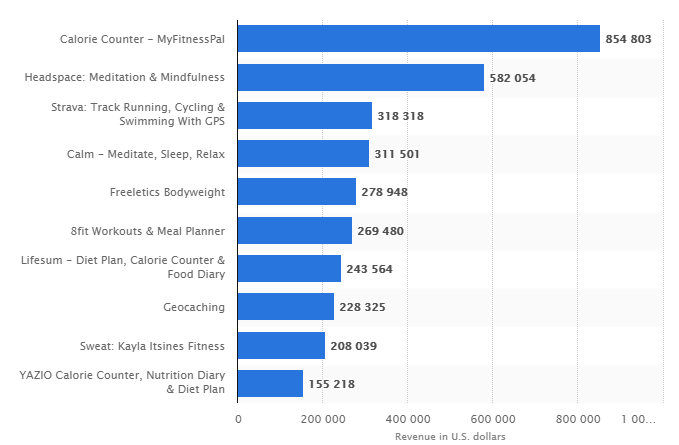 Calorie Counter - MyFitnessPal
854 803
Headspace: Meditation & Mindfulness
582 054
Strava: Track Running, Cycling &
Swimming With GPS
318 318
Calm - Meditate, Sleep, Relax
311 501
Freeletics Bodyweight
278 948
8fit Workouts & Meal Planner
269 480
Lifesum - Diet Plan, Calorie Counter &
Food Diary
243 564
Geocaching
228 325
Sweat: Kayla Itsines Fitness
208 039
YAZIO Calorie Counter, Nutrition Diary
& Diet Plan
155 218
0 200 000 400 000 600 000 800 000 1 00...
Revenue in U.S. dollars